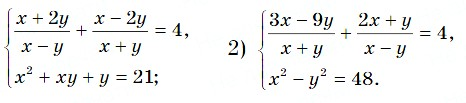 { (x + 2y)/(x − y) + (x − 2y)/(x + y) = 4,
x² + xy + y = 21;
2) { (3x − 9y)/(x + y) + (2x + y)/(x − y) = 4,
x² − y² = 48.